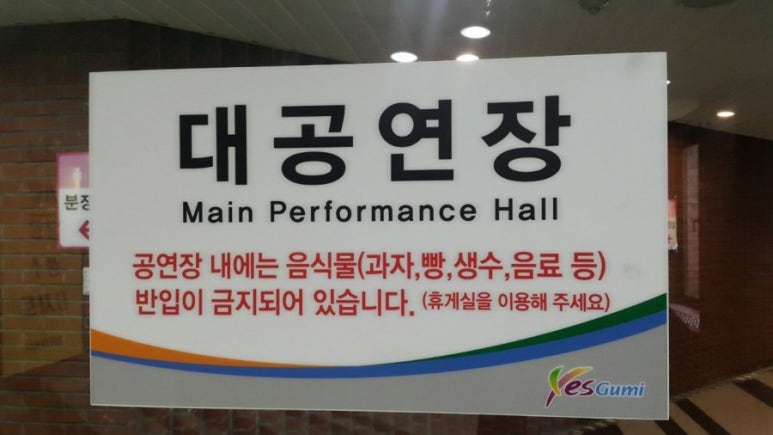 대공연장
Main Performance Hall
공연장 내에는 음식물(과자,빵,생수,음료 등)
반입이 금지되어 있습니다. (휴게실을 이용해 주세요)
Yes Gumi
분장